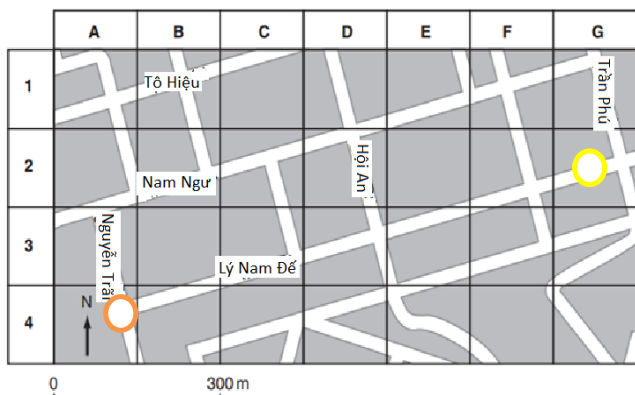 A B C D E F G
1
Tô Hiệu
Trần Phú
2
Nam Ngư
Hội An
3
Nguyễn Trãi
Lý Nam Đế
4
N
0 300 m